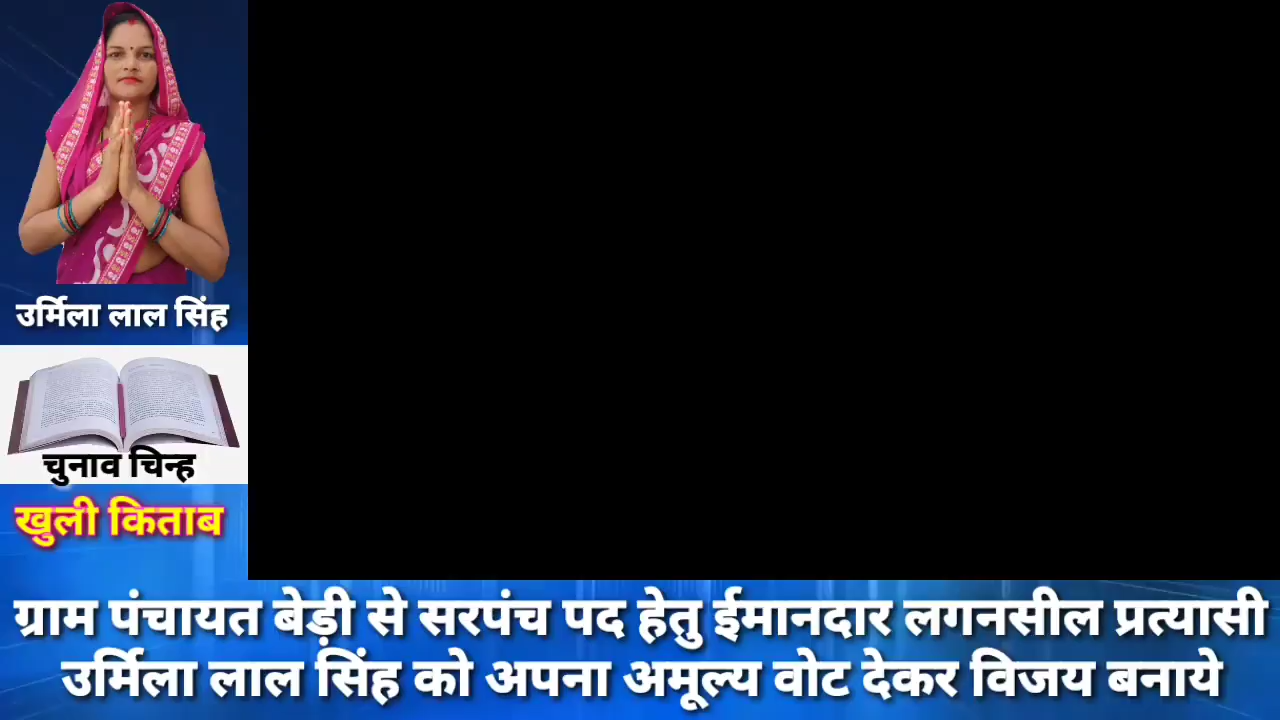 उर्मिला लाल सिंह
चुनाव चिन्ह
खुली किताब
ग्राम पंचायत बेड़ी से सरपंच पद हेतु ईमानदार लगनसील प्रत्यासी
उर्मिला लाल सिंह को अपना अमूल्य वोट देकर विजय बनाये